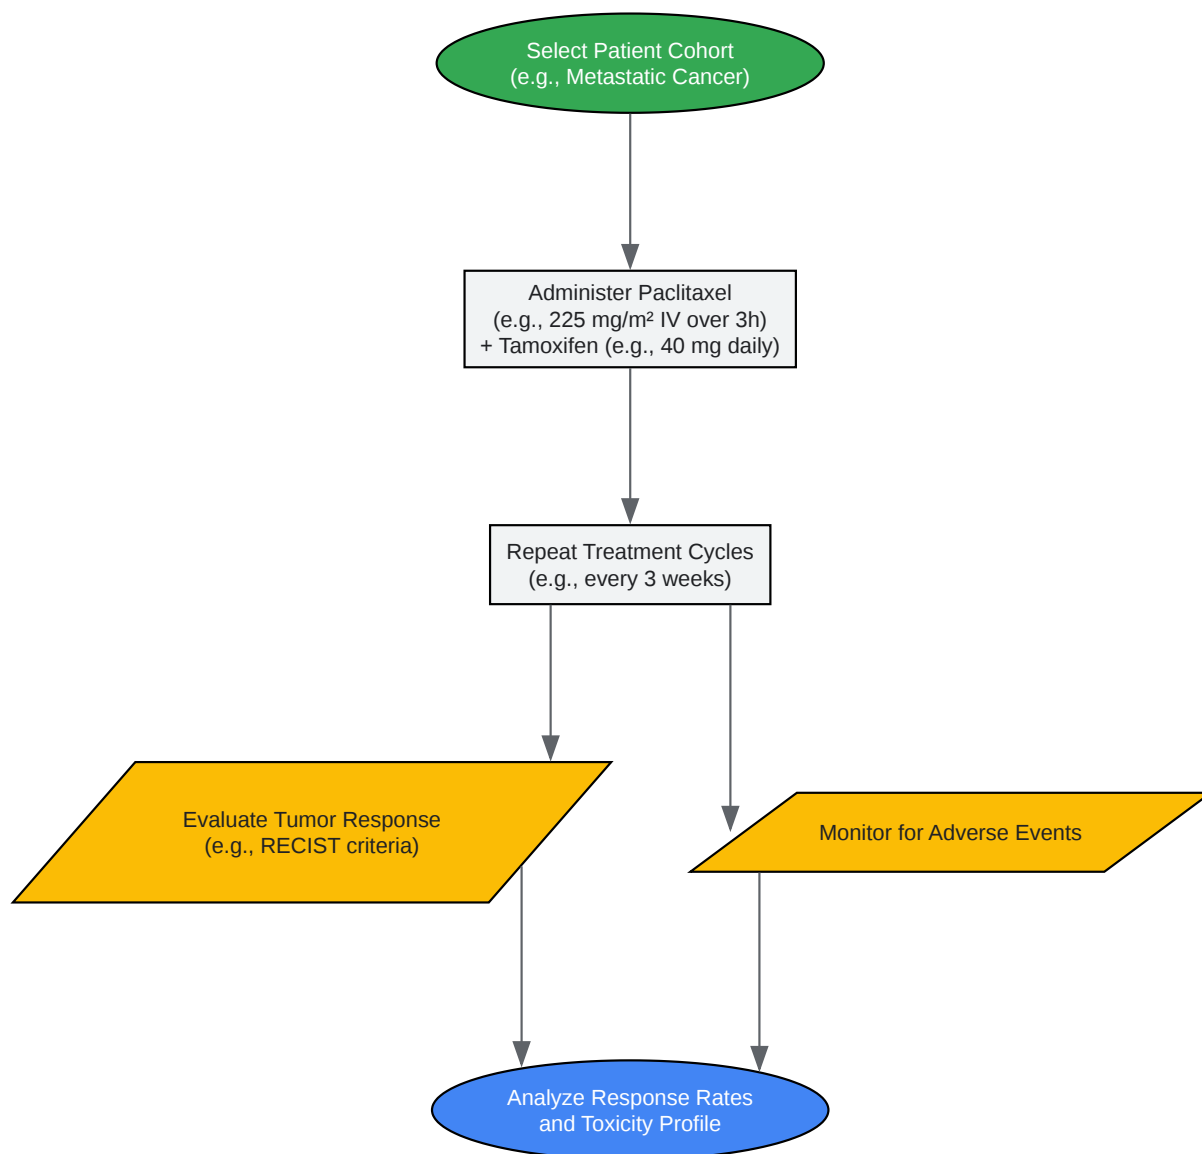 Select Patient Cohort
(e.g., Metastatic Cancer)
Administer Paclitaxel
(e.g., 225 mg/m² IV over 3h)
+ Tamoxifen (e.g., 40 mg daily)
Repeat Treatment Cycles
(e.g., every 3 weeks)
Evaluate Tumor Response
(e.g., RECIST criteria)
Monitor for Adverse Events
Analyze Response Rates
and Toxicity Profile